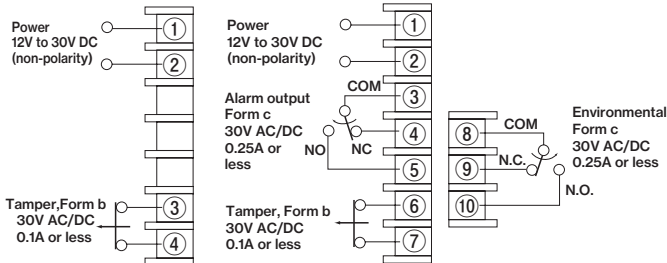 Power
12V to 30V DC
(non-polarity)
1
2
Tamper,Form b
30V AC/DC
0.1A or less
3
4
Power
12V to 30V DC
(non-polarity)
1
2
Alarm output
Form c
30V AC/DC
0.25A or
less
COM
NO
NC
3
4
5
Tamper, Form b
30V AC/DC
0.1A or less
6
7
8
9
10
COM
N.C.
N.O.
Environmental
Form c
30V AC/DC
0.25A or less